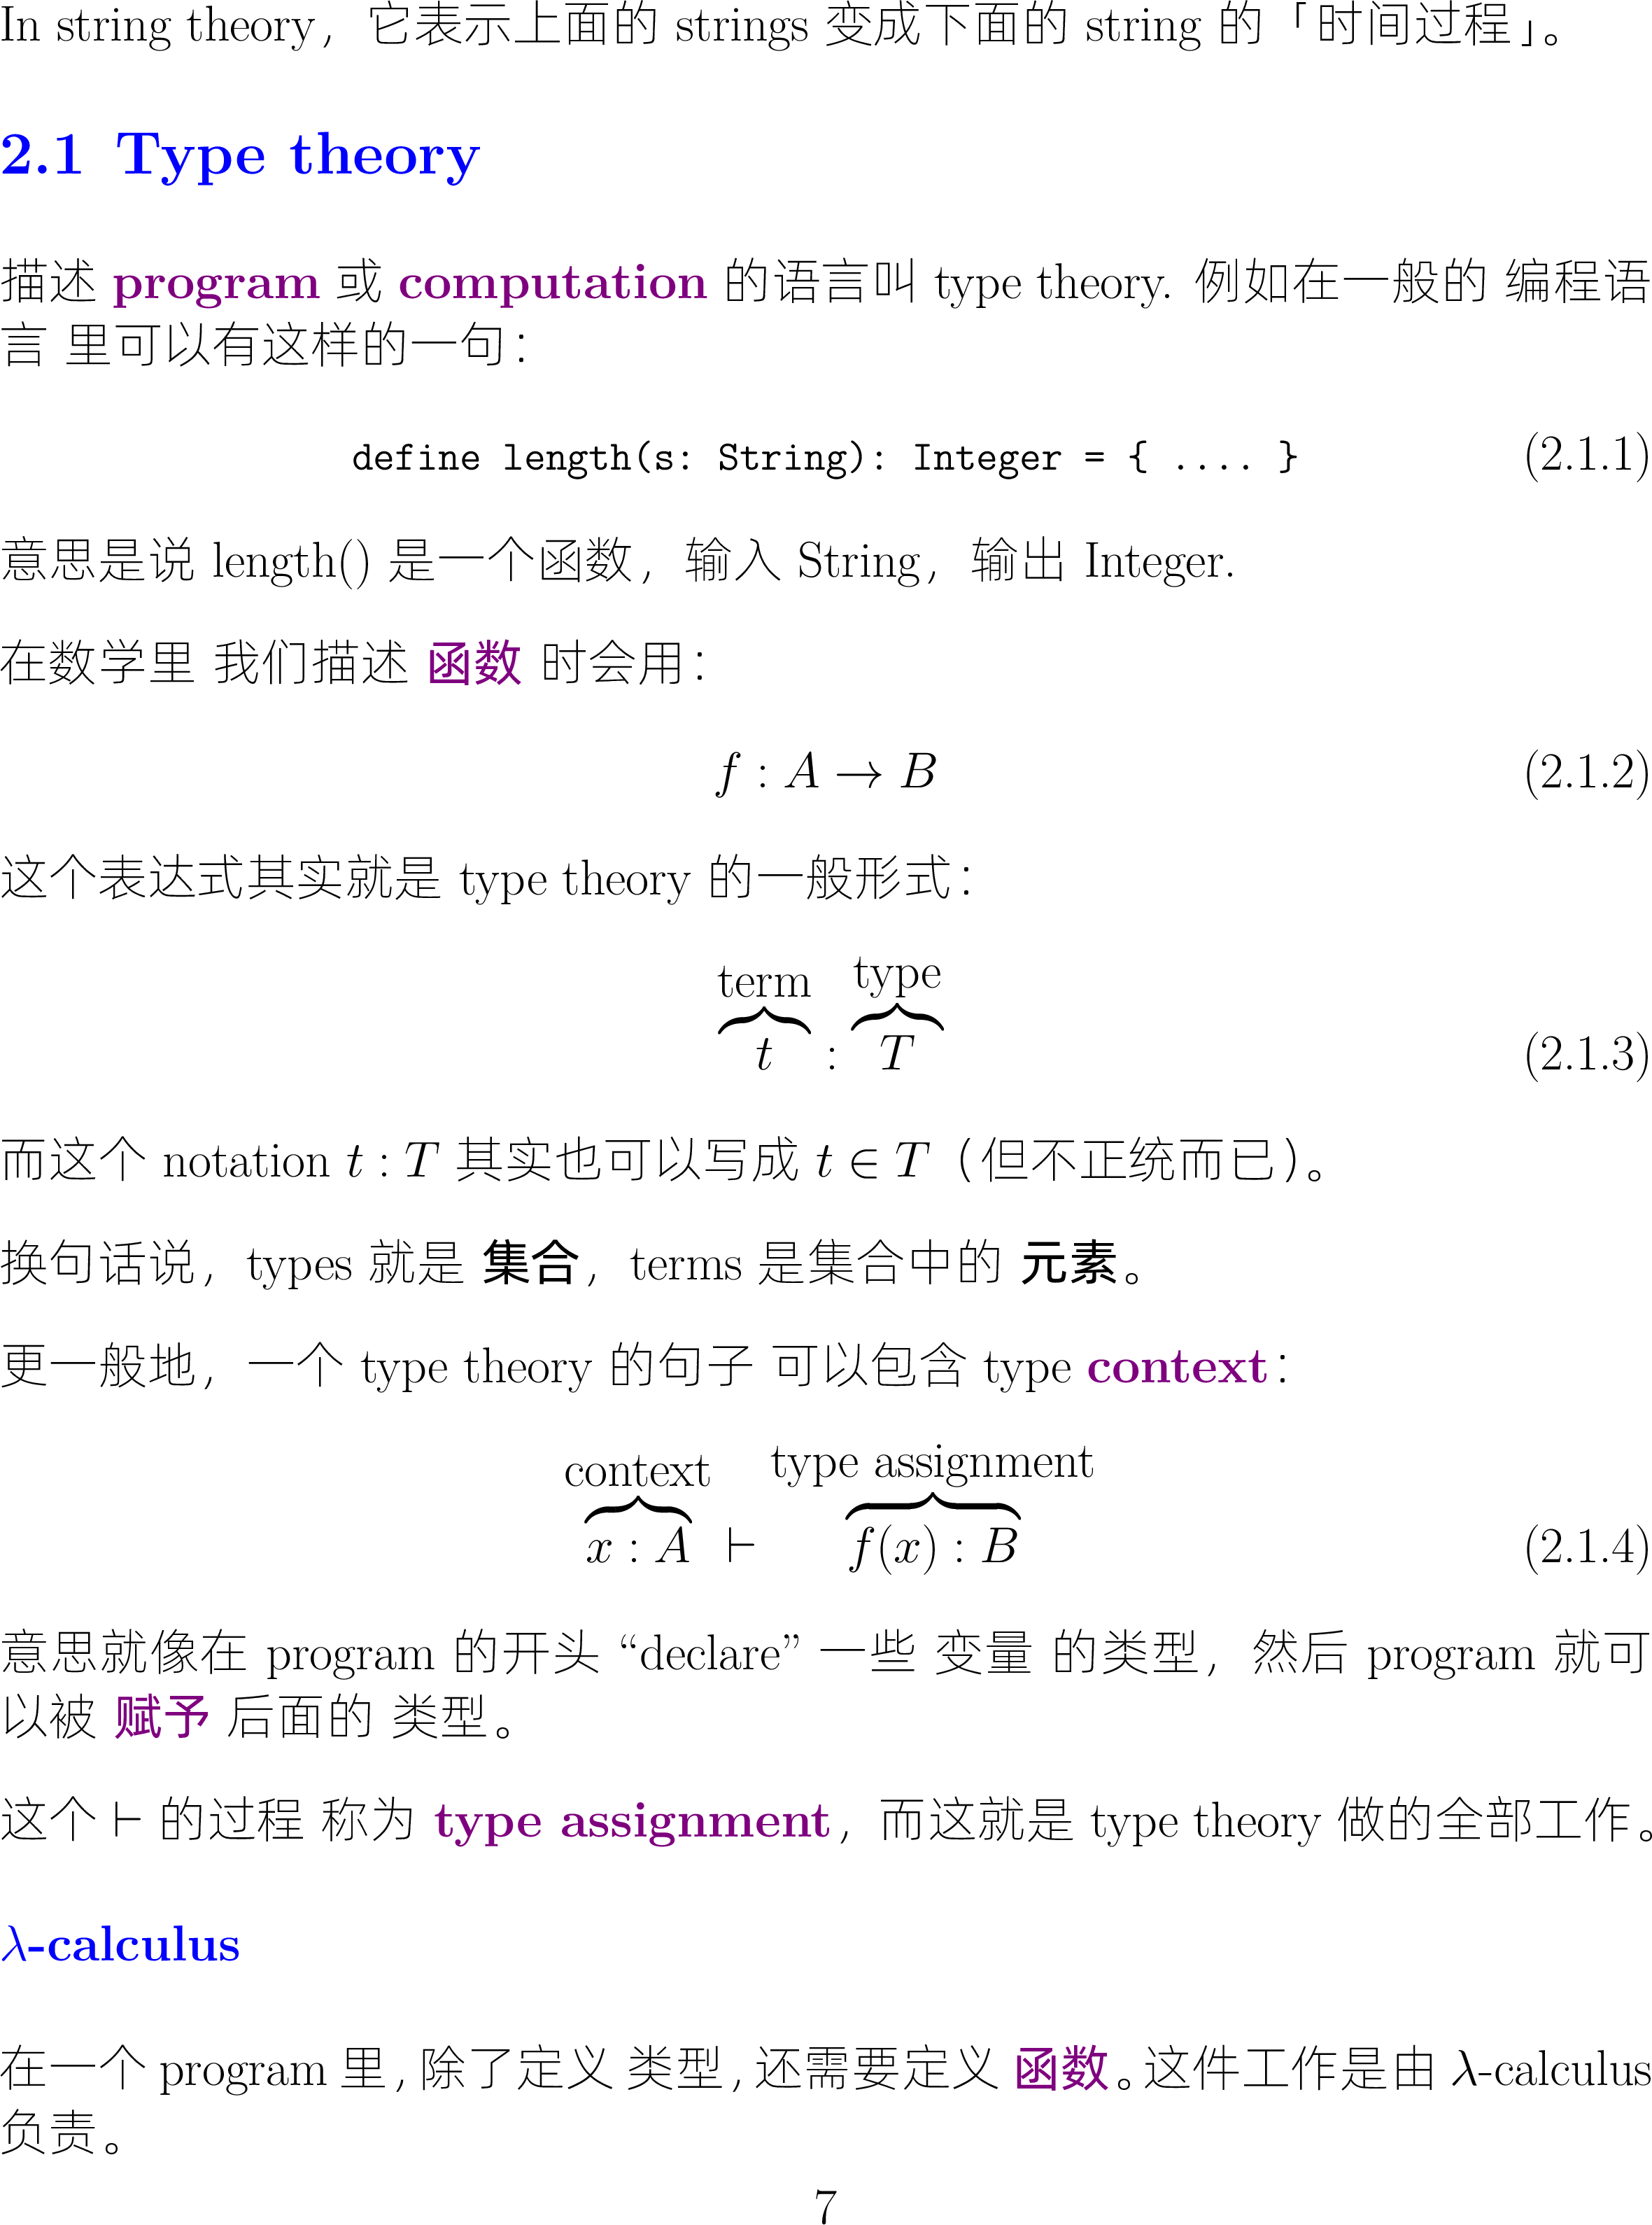 In string theory，它表示上面的 strings 变成下面的 string 的「时间过程」。
2.1 Type theory
描述 program 或 computation 的语言叫 type theory. 例如在一般的 编程语
言 里可以有这样的一句：
define length(s: String): Integer = { .... } (2.1.1)
意思是说 length() 是一个函数，输入 String，输出 Integer.
在数学里 我们描述 函数 时会用：
f : A → B (2.1.2)
这个表达式其实就是 type theory 的一般形式：
term type
t : T (2.1.3)
而这个 notation t : T 其实也可以写成 t ∈ T（但不正统而已）。
换句话说，types 就是 集合，terms 是集合中的 元素。
更一般地，一个 type theory 的句子 可以包含 type context：
context type assignment
x : A ⊢ f(x) : B (2.1.4)
意思就像在 program 的开头 “declare” 一些 变量 的类型，然后 program 就可
以被 赋予 后面的 类型。
这个 ⊢ 的过程 称为 type assignment，而这就是 type theory 做的全部工作。
λ-calculus
在一个 program 里，除了定义 类型，还需要定义 函数。这件工作是由 λ-calculus
负责。
7